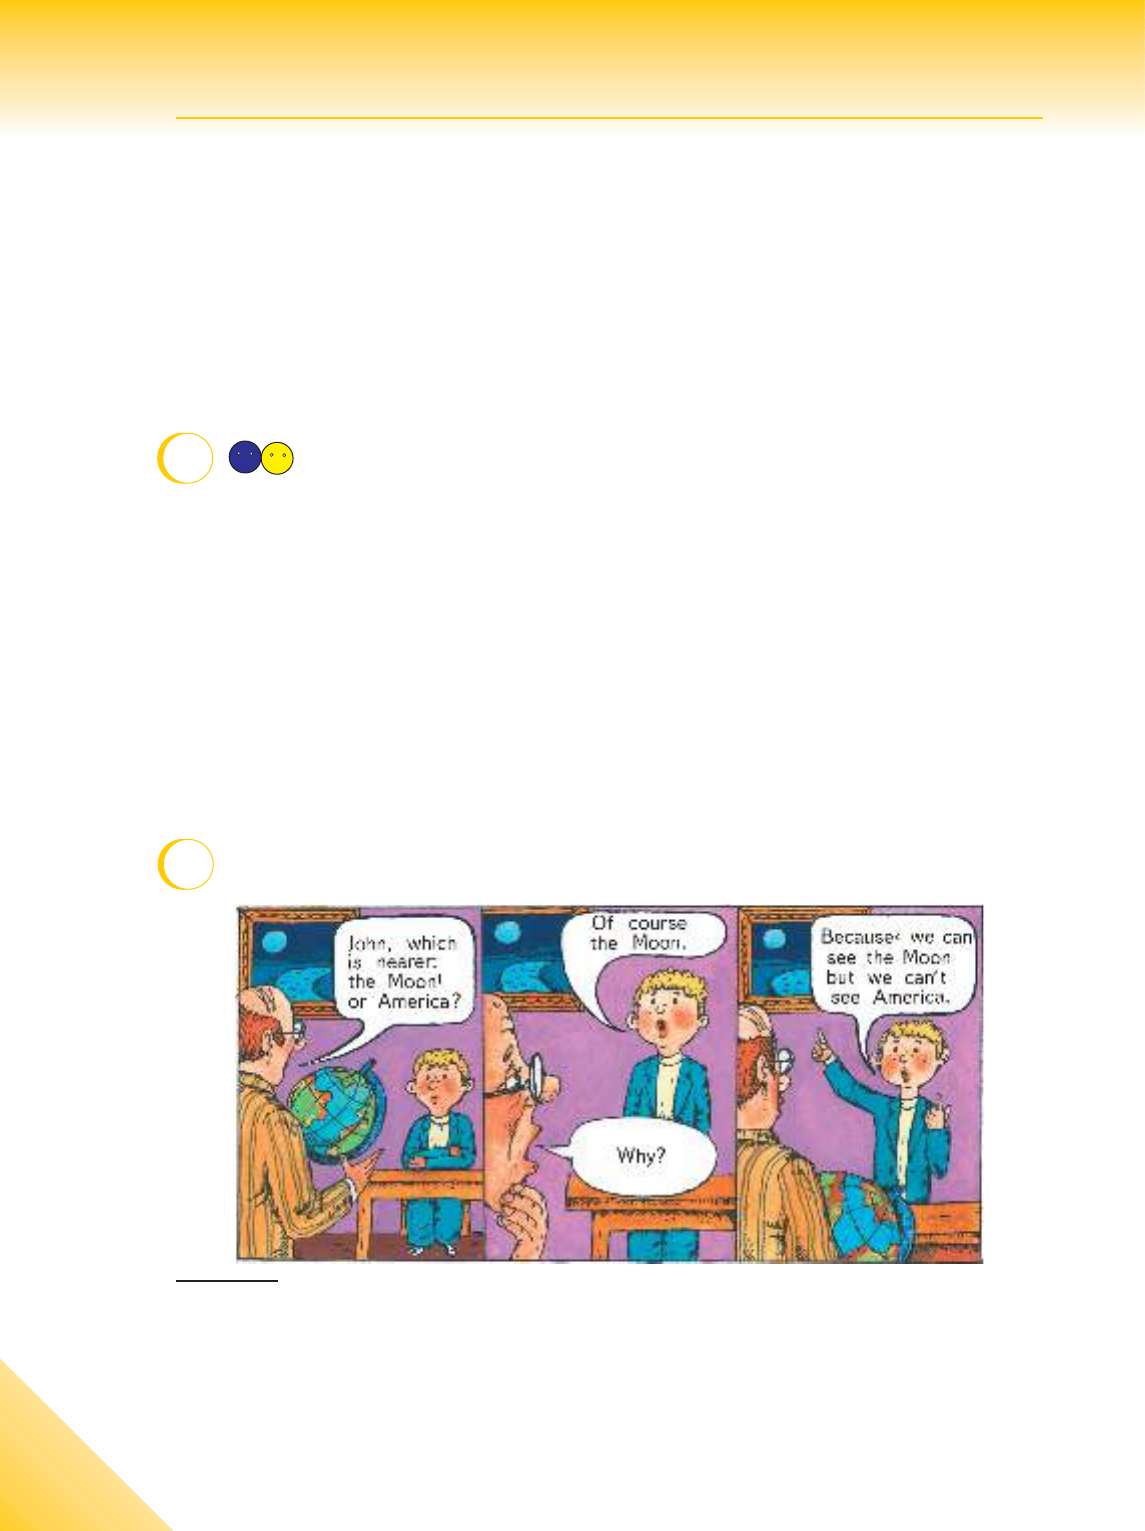 John, which
is nearer:
the Moon
or America?
Of course
the Moon.
Why?
Because we can
see the Moon
but we can't
see America.